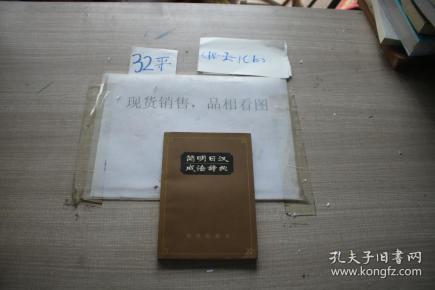 32平
现货销售，品相看图
简明日汉
成语辞典
孔夫子旧书网
www.kongfz.com